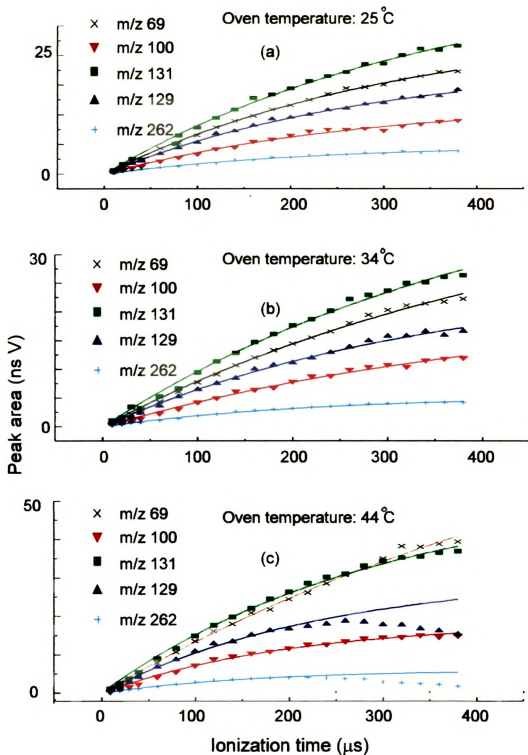 Oven temperature: 25°C
25
(a)
m/z 69
m/z 100
m/z 131
m/z 129
m/z 262
0
0 100 200 300 400
30
Oven temperature: 34°C
m/z 69
m/z 100
(b)
m/z 131
m/z 129
m/z 262
0
0 100 200 300 400
Peak area (ns V)
50
m/z 69
Oven temperature: 44°C
m/z 100
(c)
m/z 131
m/z 129
m/z 262
0
0 100 200 300 400
Ionization time (μs)